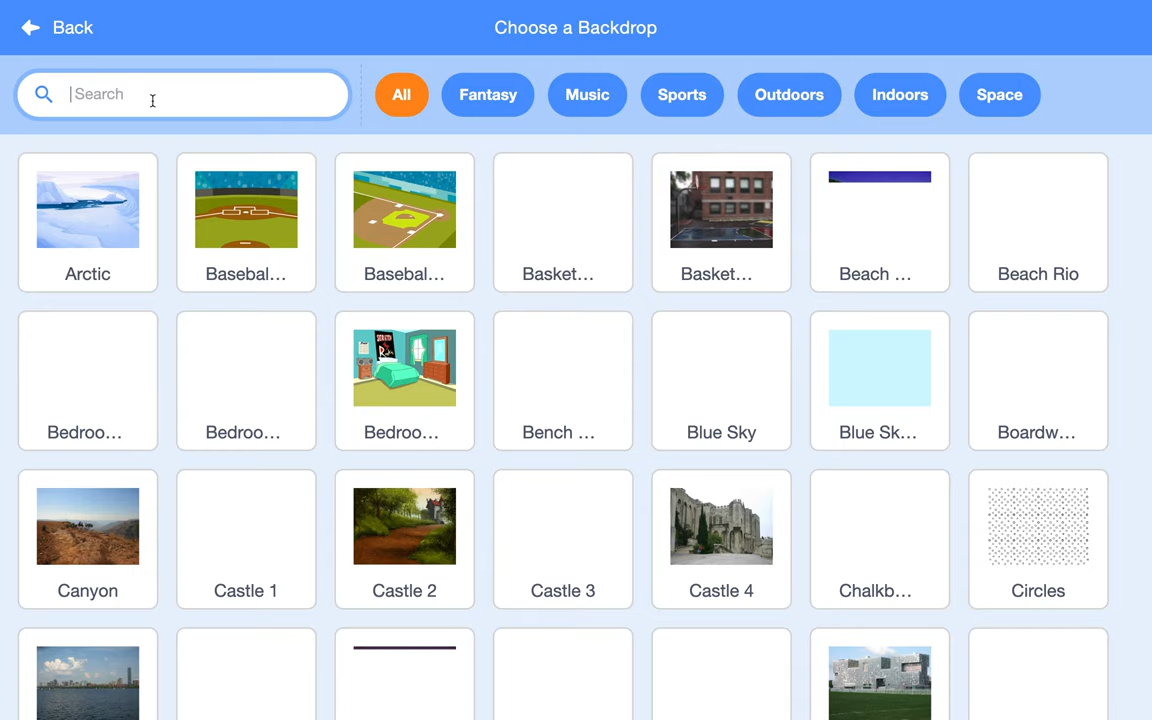 Back
Choose a Backdrop
Search
All
Fantasy
Music
Sports
Outdoors
Indoors
Space
Arctic
Basebal...
Basebal...
Basket...
Basket...
Beach ...
Beach Rio
Bedroo...
Bedroo...
Bedroo...
Bench ...
Blue Sky
Blue Sk...
Boardw...
Canyon
Castle 1
Castle 2
Castle 3
Castle 4
Chalkb...
Circles